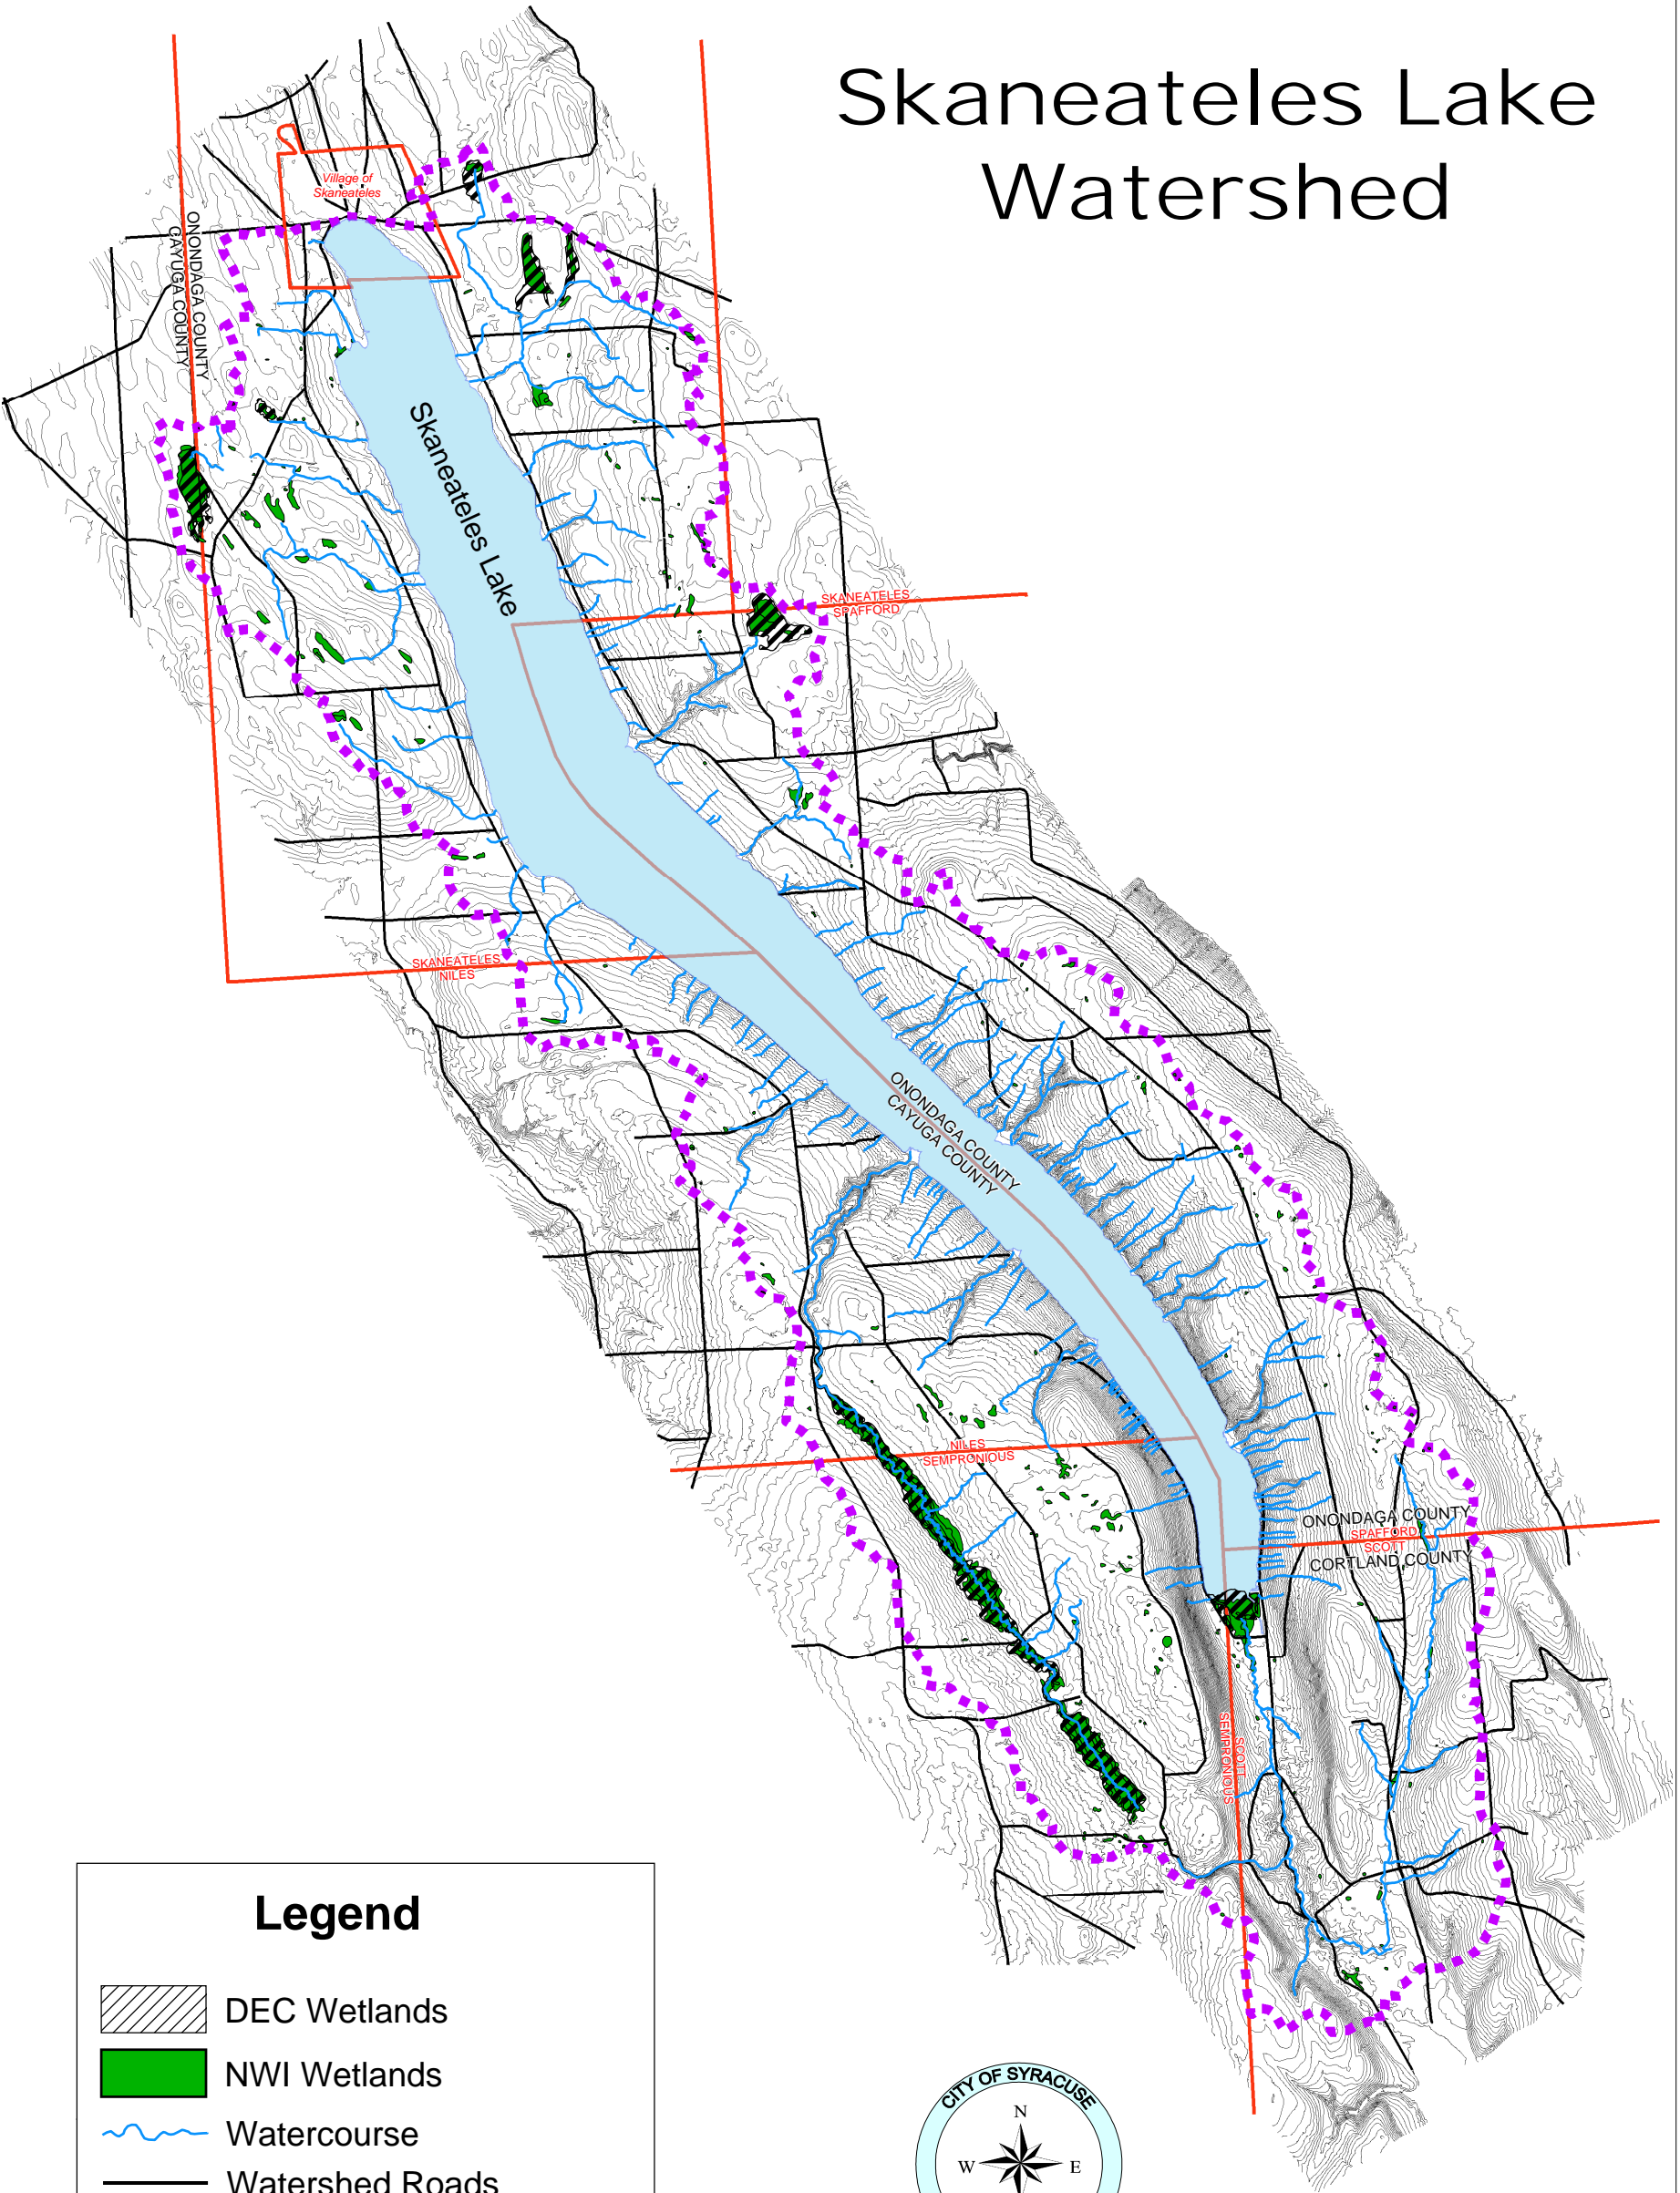 Skaneateles Lake
Watershed
Village of
Skaneateles
ONONDAGA COUNTY
CAYUGA COUNTY
Skaneateles Lake
SKANEATELES
SPAFFORD
SKANEATELES
NILES
ONONDAGA COUNTY
CAYUGA COUNTY
NILES
SEMPRONIOUS
ONONDAGA COUNTY
SPAFFORD
SCOTT
CORTLAND COUNTY
SCOTT
SEMPRONIOUS
Legend
DEC Wetlands
NWI Wetlands
Watercourse
Watershed Roads
CITY OF SYRACUSE
N
W
E